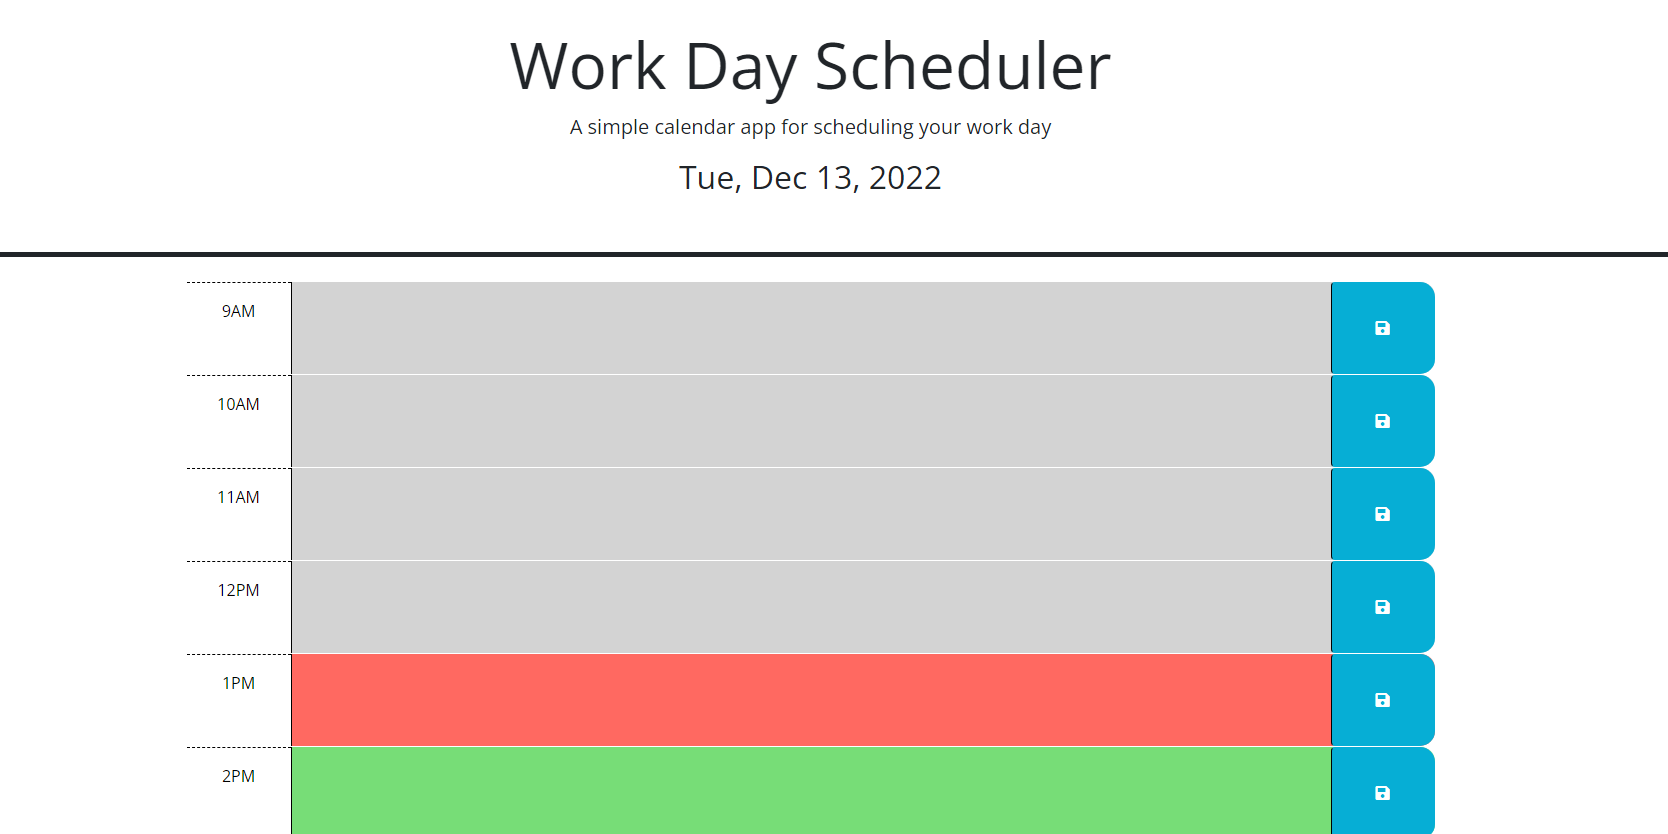 Work Day Scheduler
A simple calendar app for scheduling your work day
Tue, Dec 13, 2022
9AM
10AM
11AM
12PM
1PM
2PM